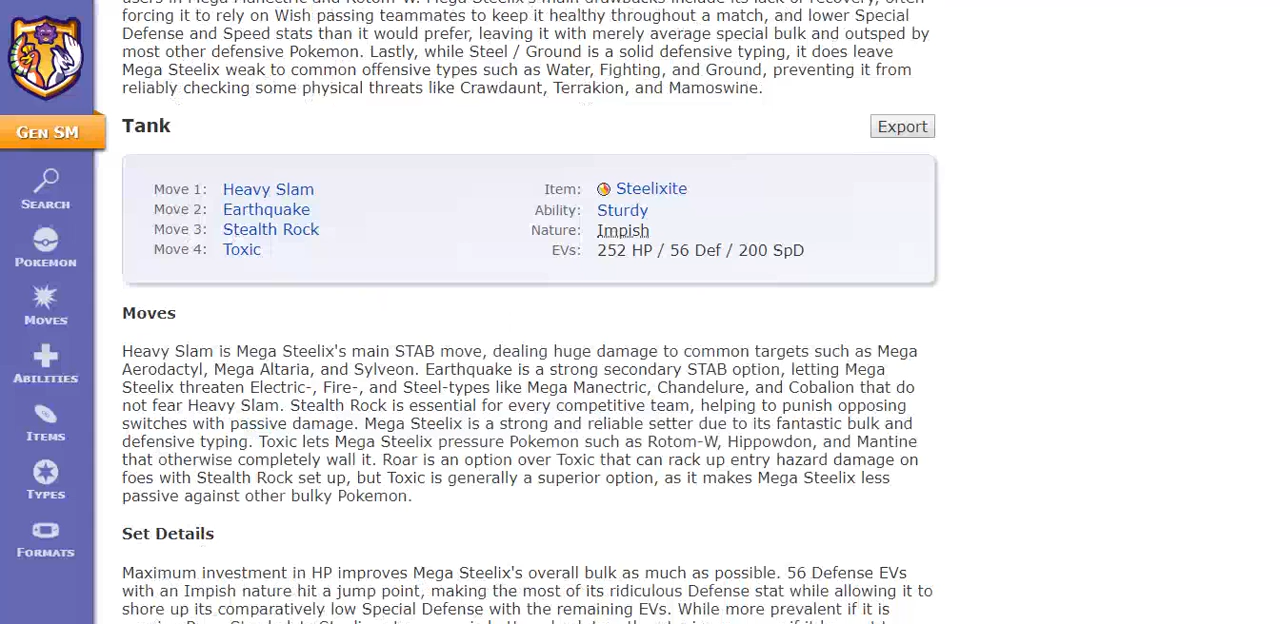 users in Mega Manectric and Rotom-W. Mega Steelix's main drawbacks include its lack of recovery, often
forcing it to rely on Wish passing teammates to keep it healthy throughout a match, and lower Special
Defense and Speed stats than it would prefer, leaving it with merely average special bulk and outsped by
most other defensive Pokemon. Lastly, while Steel / Ground is a solid defensive typing, it does leave
Mega Steelix weak to common offensive types such as Water, Fighting, and Ground, preventing it from
reliably checking some physical threats like Crawdaunt, Terrakion, and Mamoswine.
GEN SM
SEARCH
POKEMON
MOVES
ABILITIES
ITEMS
TYPES
FORMATS
Tank
Export
Move 1: Heavy Slam
Move 2: Earthquake
Move 3: Stealth Rock
Move 4: Toxic
Item: Steelixite
Ability: Sturdy
Nature: Impish
EVs: 252 HP / 56 Def / 200 SpD
Moves
Heavy Slam is Mega Steelix's main STAB move, dealing huge damage to common targets such as Mega
Aerodactyl, Mega Altaria, and Sylveon. Earthquake is a strong secondary STAB option, letting Mega
Steelix threaten Electric-, Fire-, and Steel-types like Mega Manectric, Chandelure, and Cobalion that do
not fear Heavy Slam. Stealth Rock is essential for every competitive team, helping to punish opposing
switches with passive damage. Mega Steelix is a strong and reliable setter due to its fantastic bulk and
defensive typing. Toxic lets Mega Steelix pressure Pokemon such as Rotom-W, Hippowdon, and Mantine
that otherwise completely wall it. Roar is an option over Toxic that can rack up entry hazard damage on
foes with Stealth Rock set up, but Toxic is generally a superior option, as it makes Mega Steelix less
passive against other bulky Pokemon.
Set Details
Maximum investment in HP improves Mega Steelix's overall bulk as much as possible. 56 Defense EVs
with an Impish nature hit a jump point, making the most of its ridiculous Defense stat while allowing it to
shore up its comparatively low Special Defense with the remaining EVs. While more prevalent if it is